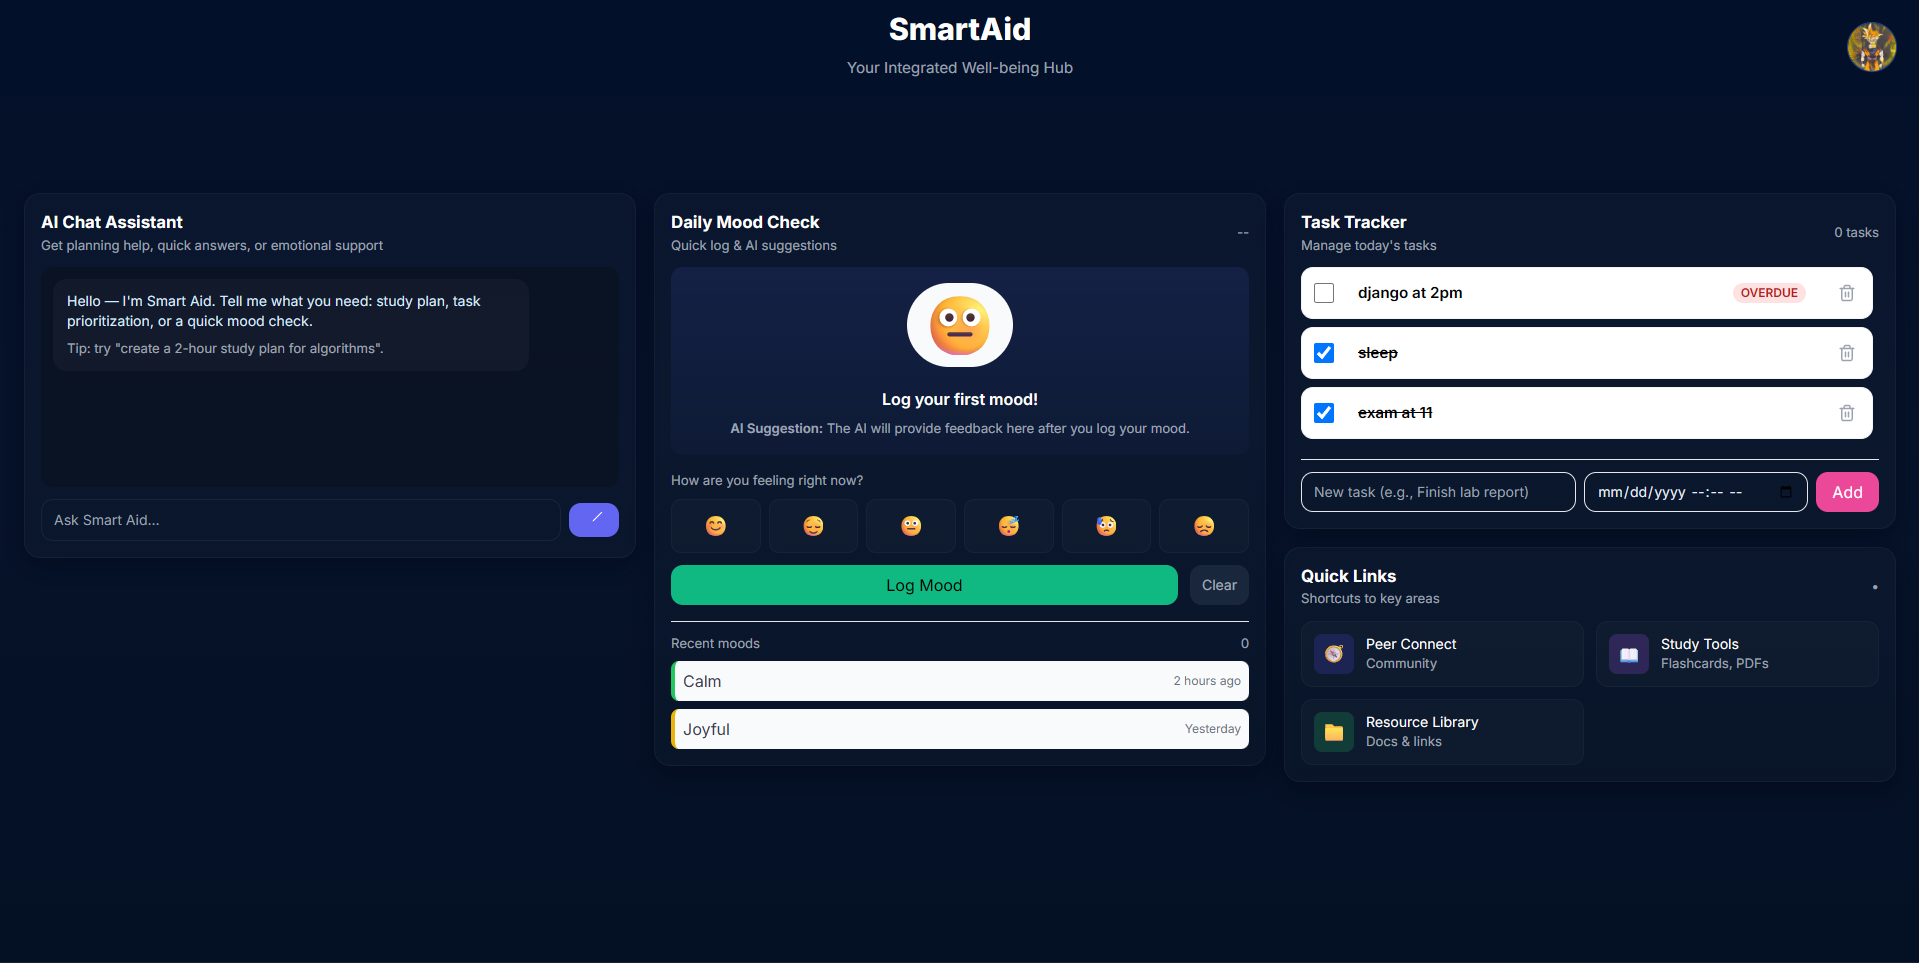 SmartAid
Your Integrated Well-being Hub
AI Chat Assistant
Get planning help, quick answers, or emotional support
Hello — I'm Smart Aid. Tell me what you need: study plan, task
prioritization, or a quick mood check.
Tip: try "create a 2-hour study plan for algorithms".
Ask Smart Aid...
Daily Mood Check
Quick log & AI suggestions
--
Log your first mood!
AI Suggestion: The AI will provide feedback here after you log your mood.
How are you feeling right now?
Log Mood
Clear
Recent moods
0
Calm
2 hours ago
Joyful
Yesterday
Task Tracker
Manage today's tasks
0 tasks
django at 2pm
OVERDUE
sleep
exam at 11
New task (e.g., Finish lab report)
mm/dd/yyyy --:-- --
Add
Quick Links
Shortcuts to key areas
•
Peer Connect
Community
Study Tools
Flashcards, PDFs
Resource Library
Docs & links